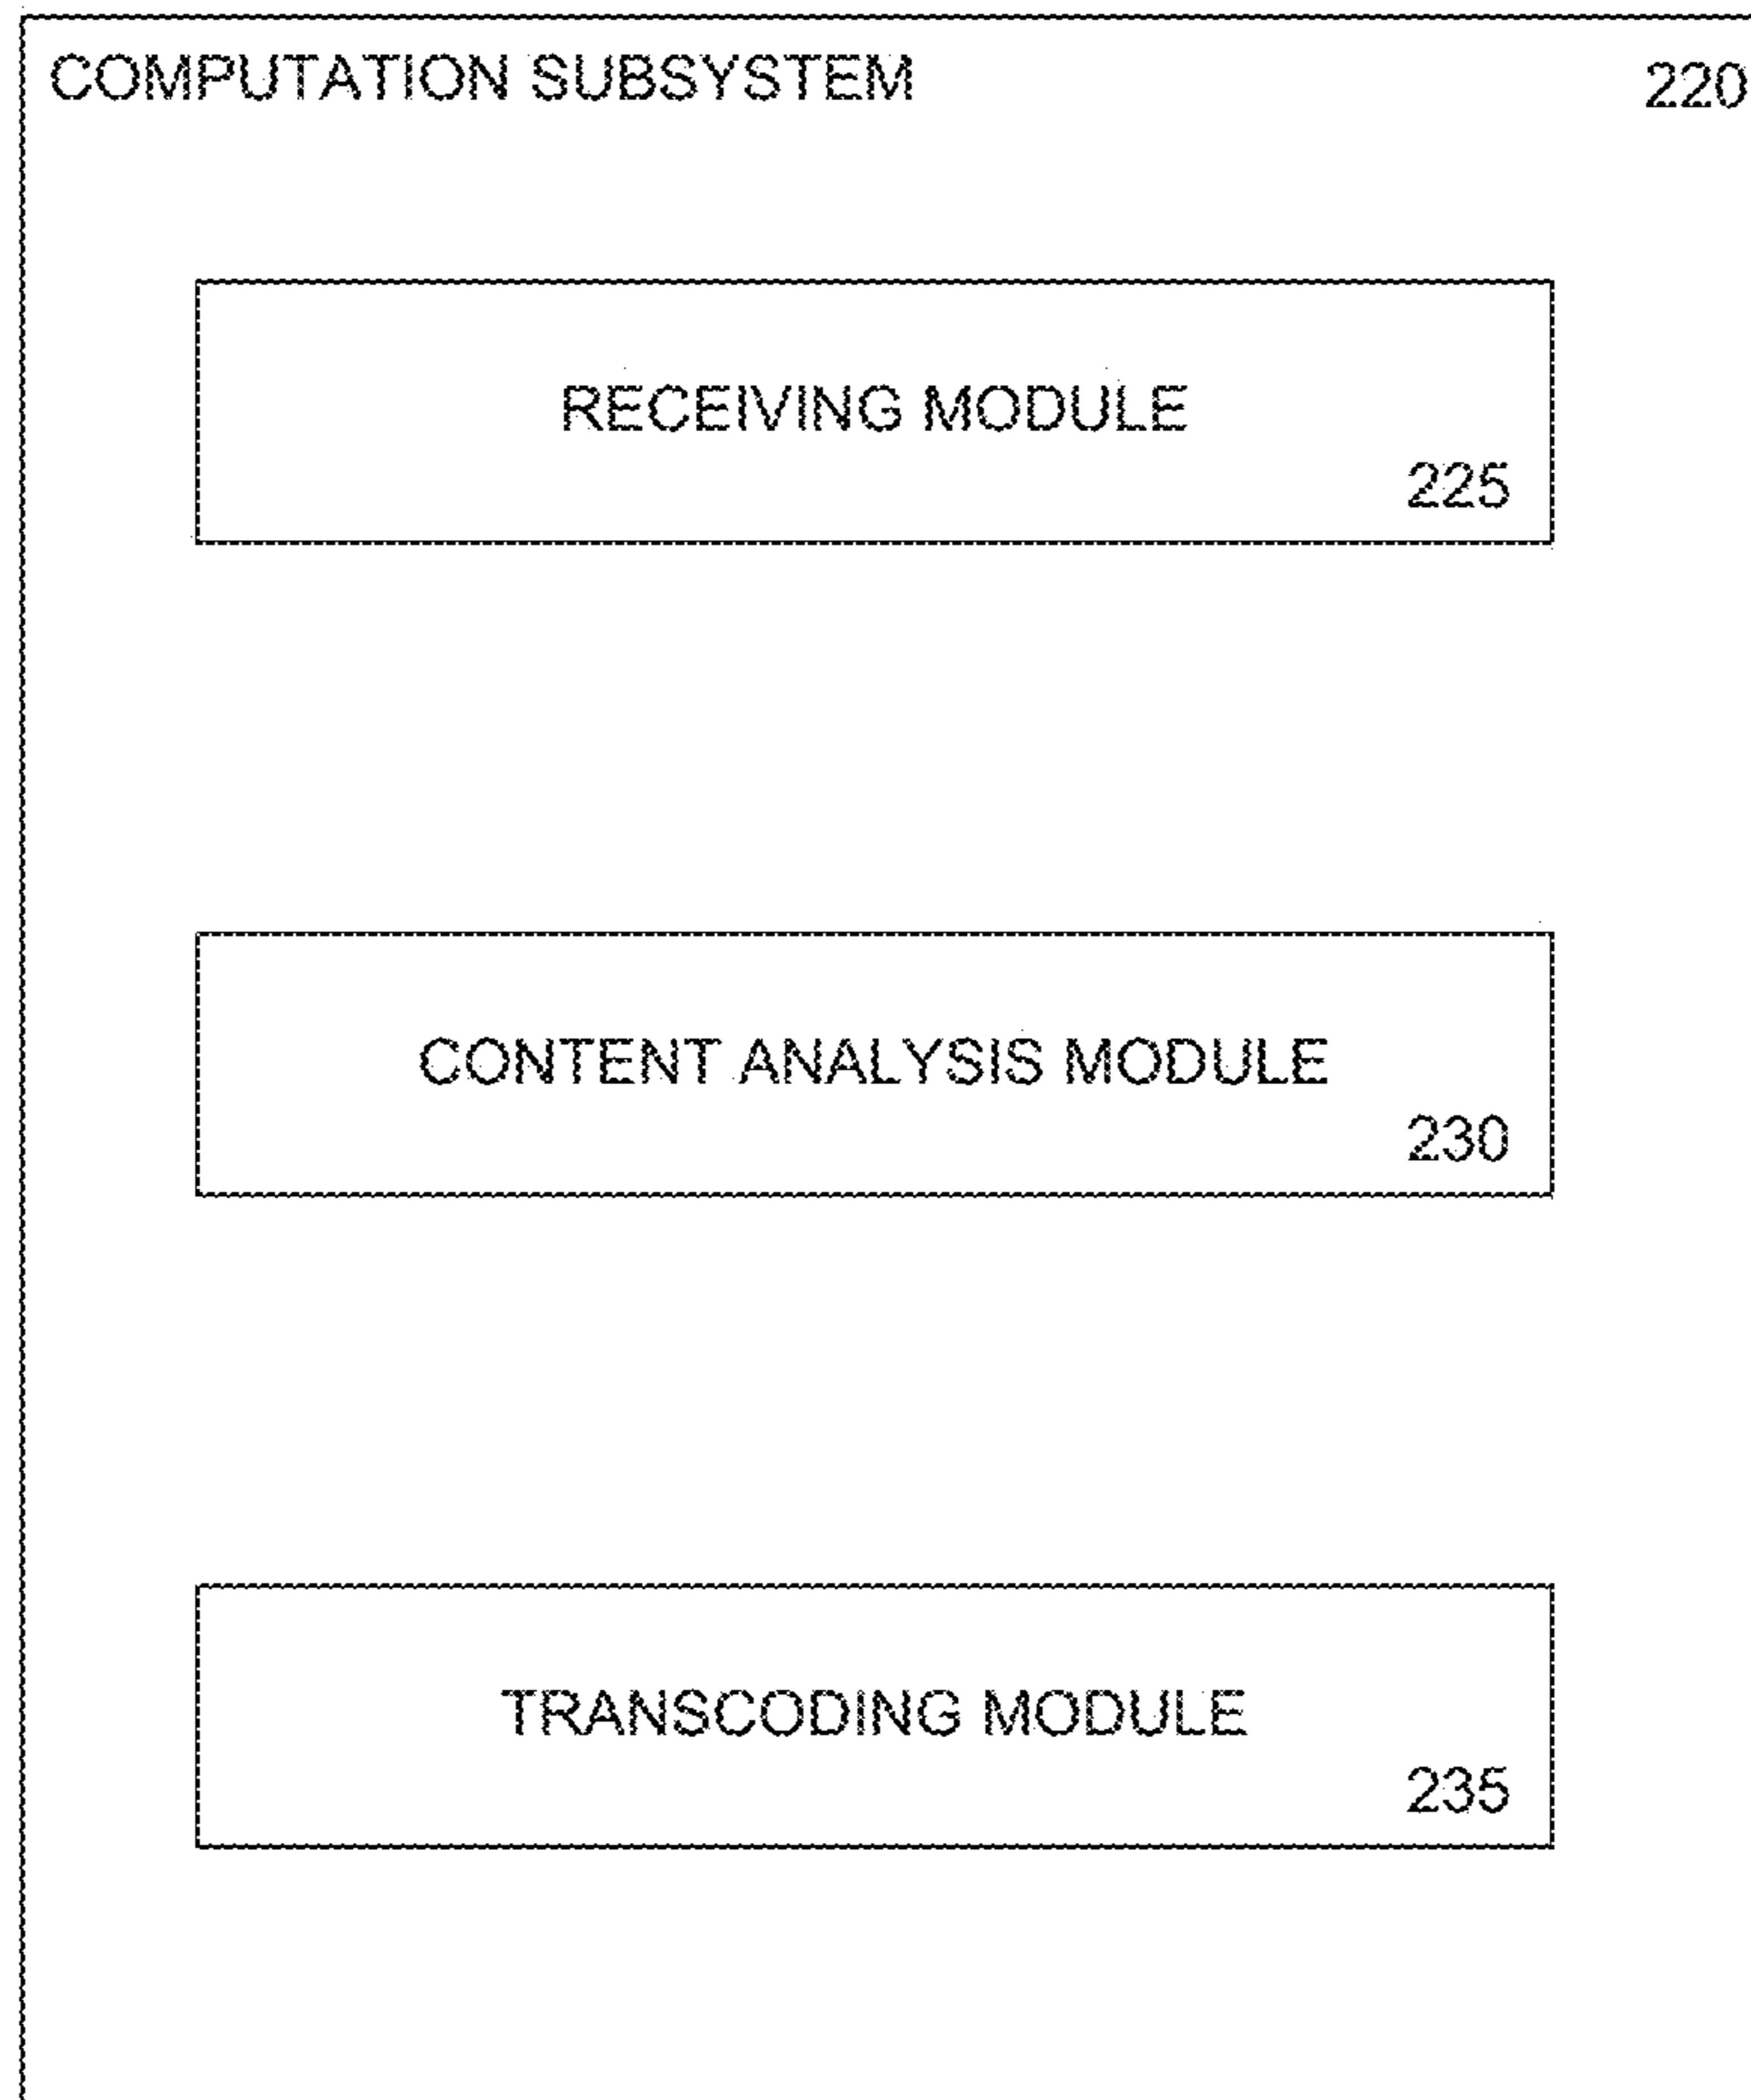 COMPUTATION SUBSYSTEM 220
RECEIVING MODULE
225
CONTENT ANALYSIS MODULE
230
TRANSCODING MODULE
235